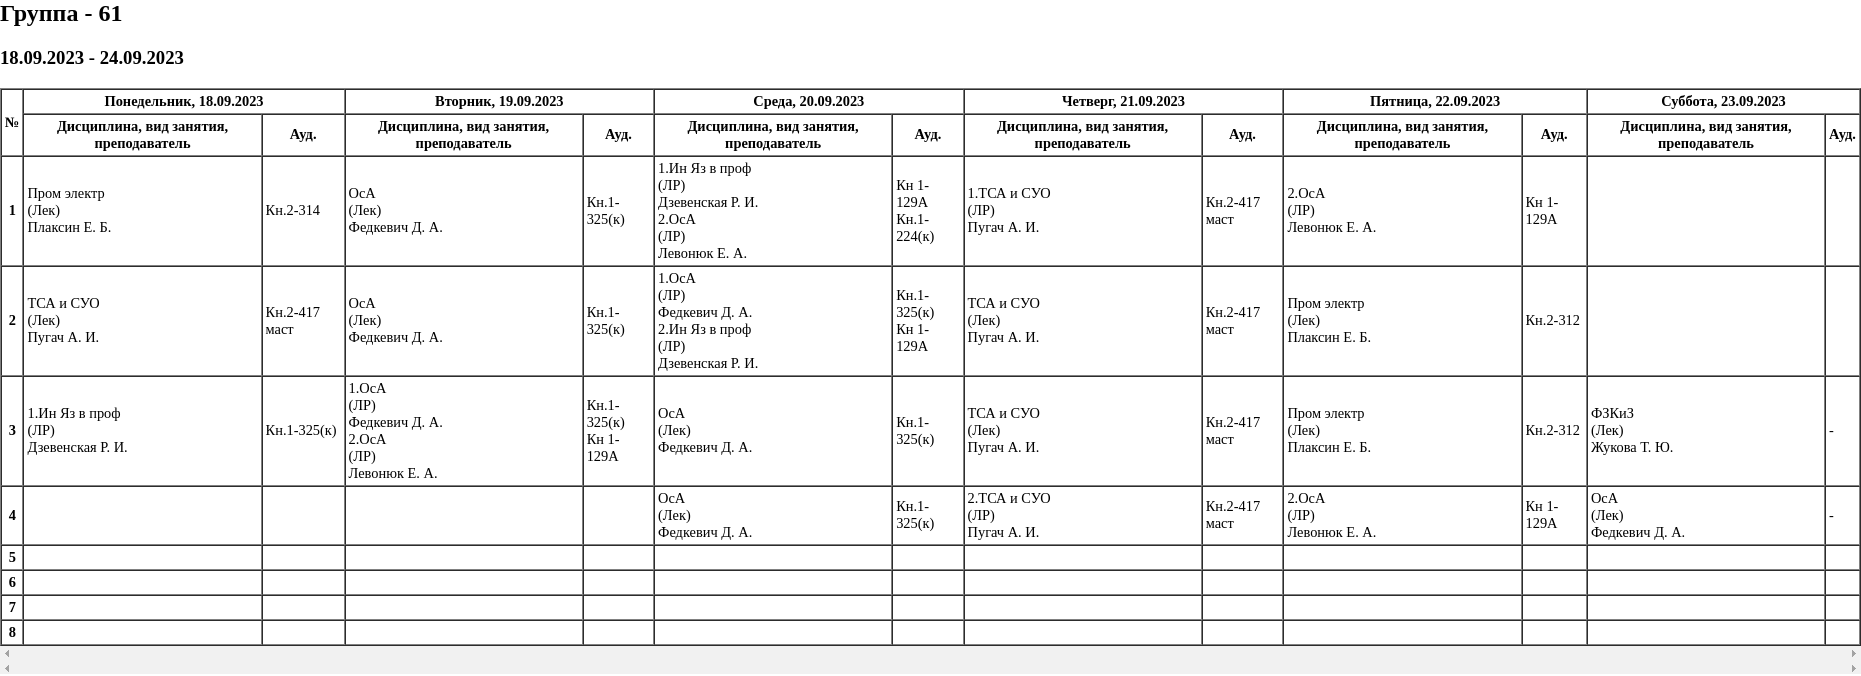 Группа - 61
18.09.2023 - 24.09.2023
№
Понедельник, 18.09.2023
Вторник, 19.09.2023
Среда, 20.09.2023
Четверг, 21.09.2023
Пятница, 22.09.2023
Суббота, 23.09.2023
Дисциплина, вид занятия,
преподаватель
Ауд.
Дисциплина, вид занятия,
преподаватель
Ауд.
Дисциплина, вид занятия,
преподаватель
Ауд.
Дисциплина, вид занятия,
преподаватель
Ауд.
Дисциплина, вид занятия,
преподаватель
Ауд.
Дисциплина, вид занятия,
преподаватель
Ауд.
1
Пром электр
(Лек)
Плаксин Е. Б.
Кн.2-314
ОсА
(Лек)
Федкевич Д. А.
Кн.1-
325(к)
1.Ин Яз в проф
(ЛР)
Дзевенская Р. И.
2.ОсА
(ЛР)
Левонюк Е. А.
Кн 1-
129А
Кн.1-
224(к)
1.ТСА и СУО
(ЛР)
Пугач А. И.
Кн.2-417
маст
2.ОсА
(ЛР)
Левонюк Е. А.
Кн 1-
129А
2
ТСА и СУО
(Лек)
Пугач А. И.
Кн.2-417
маст
ОсА
(Лек)
Федкевич Д. А.
Кн.1-
325(к)
1.ОсА
(ЛР)
Федкевич Д. А.
2.Ин Яз в проф
(ЛР)
Дзевенская Р. И.
Кн.1-
325(к)
Кн 1-
129А
ТСА и СУО
(Лек)
Пугач А. И.
Кн.2-417
маст
Пром электр
(Лек)
Плаксин Е. Б.
Кн.2-312
3
1.Ин Яз в проф
(ЛР)
Дзевенская Р. И.
Кн.1-325(к)
1.ОсА
(ЛР)
Федкевич Д. А.
2.ОсА
(ЛР)
Левонюк Е. А.
Кн.1-
325(к)
Кн 1-
129А
ОсА
(Лек)
Федкевич Д. А.
Кн.1-
325(к)
ТСА и СУО
(Лек)
Пугач А. И.
Кн.2-417
маст
Пром электр
(Лек)
Плаксин Е. Б.
Кн.2-312
ФЗКиЗ
(Лек)
Жукова Т. Ю.
-
4
ОсА
(Лек)
Федкевич Д. А.
Кн.1-
325(к)
2.ТСА и СУО
(ЛР)
Пугач А. И.
Кн.2-417
маст
2.ОсА
(ЛР)
Левонюк Е. А.
Кн 1-
129А
ОсА
(Лек)
Федкевич Д. А.
-
5
6
7
8